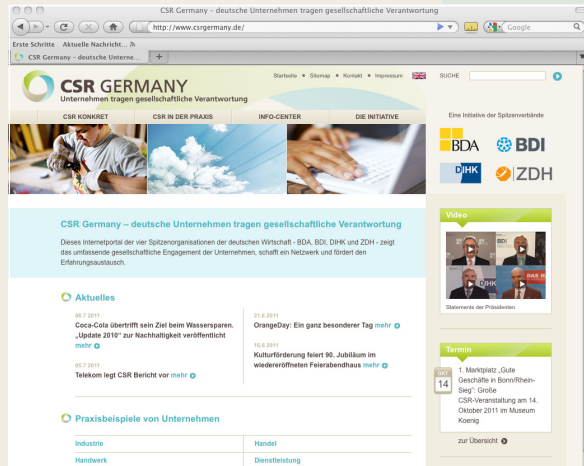 CSR Germany – deutsche Unternehmen tragen gesellschaftliche Verantwortung
http://www.csrgermany.de/
Google
Erste Schritte Aktuelle Nachricht...
CSR Germany – deutsche Unterne...
CSR GERMANY
Unternehmen tragen gesellschaftliche Verantwortung
Startseite Sitemap Kontakt Impressum
SUCHE
CSR KONKRET CSR IN DER PRAXIS INFO-CENTER DIE INITIATIVE
Eine Initiative der Spitzenverbände
BDA BDI
DIHK ZDH
CSR Germany – deutsche Unternehmen tragen gesellschaftliche Verantwortung
Dieses Internetportal der vier Spitzenorganisationen der deutschen Wirtschaft - BDA, BDI, DIHK und ZDH - zeigt
das umfassende gesellschaftliche Engagement der Unternehmen, schafft ein Netzwerk und fördert den
Erfahrungsaustausch.
Aktuelles
06.7 2011
Coca-Cola übertrifft sein Ziel beim Wassersparen.
„Update 2010“ zur Nachhaltigkeit veröffentlicht
mehr
05.7 2011
Telekom legt CSR Bericht vor mehr
21.6 2011
OrangeDay: Ein ganz besonderer Tag mehr
16.6 2011
Kulturförderung feiert 90. Jubiläum im
wiedereröffneten Feierabendhaus mehr
Praxisbeispiele von Unternehmen
Industrie Handel
Handwerk Dienstleistung
Video
BDI
Statements der Präsidenten
Termin
OKT
14
1. Marktplatz „Gute
Geschäfte in Bonn/Rhein-
Sieg“: Große
CSR-Veranstaltung am 14.
Oktober 2011 im Museum
Koenig
zur Übersicht